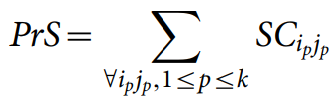 PrS = ∑ SC_{i_p j_p}
∀i_p j_p, 1 ≤ p ≤ k